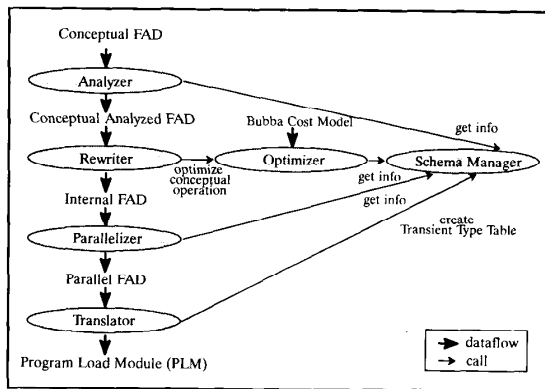 Conceptual FAD
Analyzer
Conceptual Analyzed FAD
Bubba Cost Model
get info
Rewriter
Optimizer
Schema Manager
optimize
conceptual
operation
get info
Internal FAD
get info
Parallelizer
create
Transient Type Table
Parallel FAD
Translator
dataflow
call
Program Load Module (PLM)